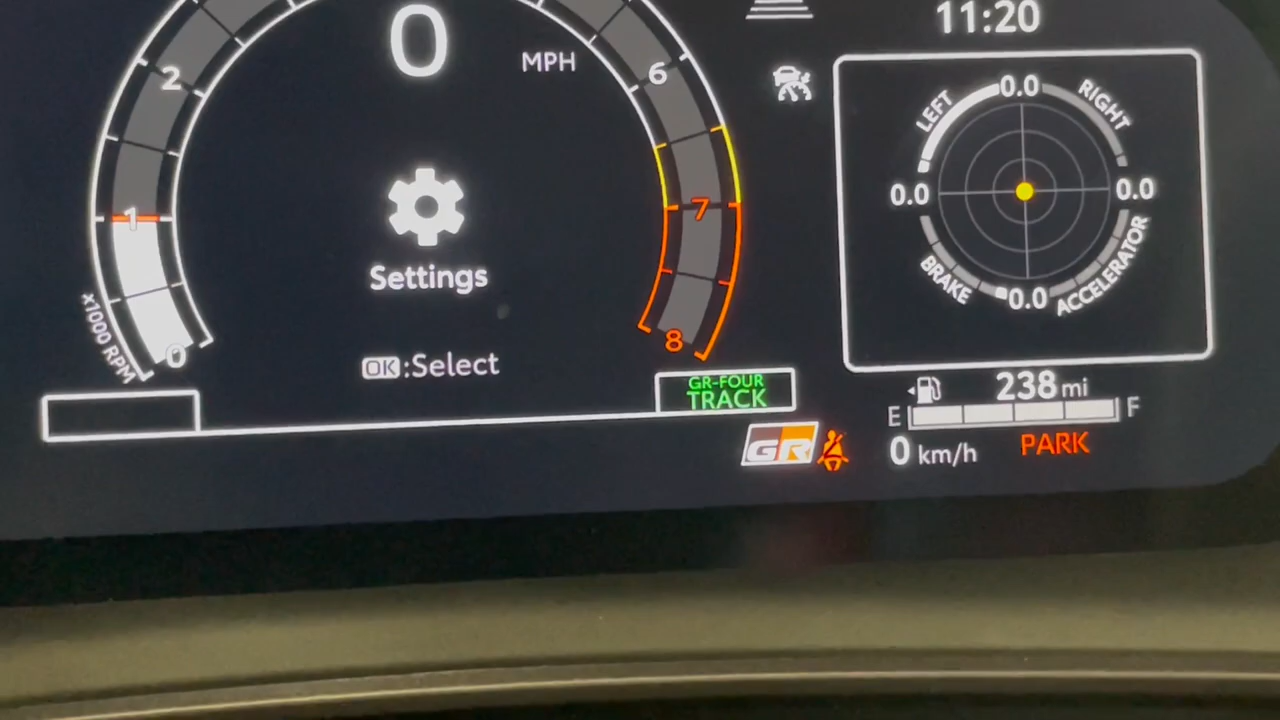 0
MPH
11:20
2
6
1
7
0
8
x1000 RPM
Settings
OK:Select
GR-FOUR
TRACK
GR
0.0
LEFT
RIGHT
0.0
0.0
BRAKE
ACCELERATOR
0.0
238 mi
E
F
0 km/h
PARK